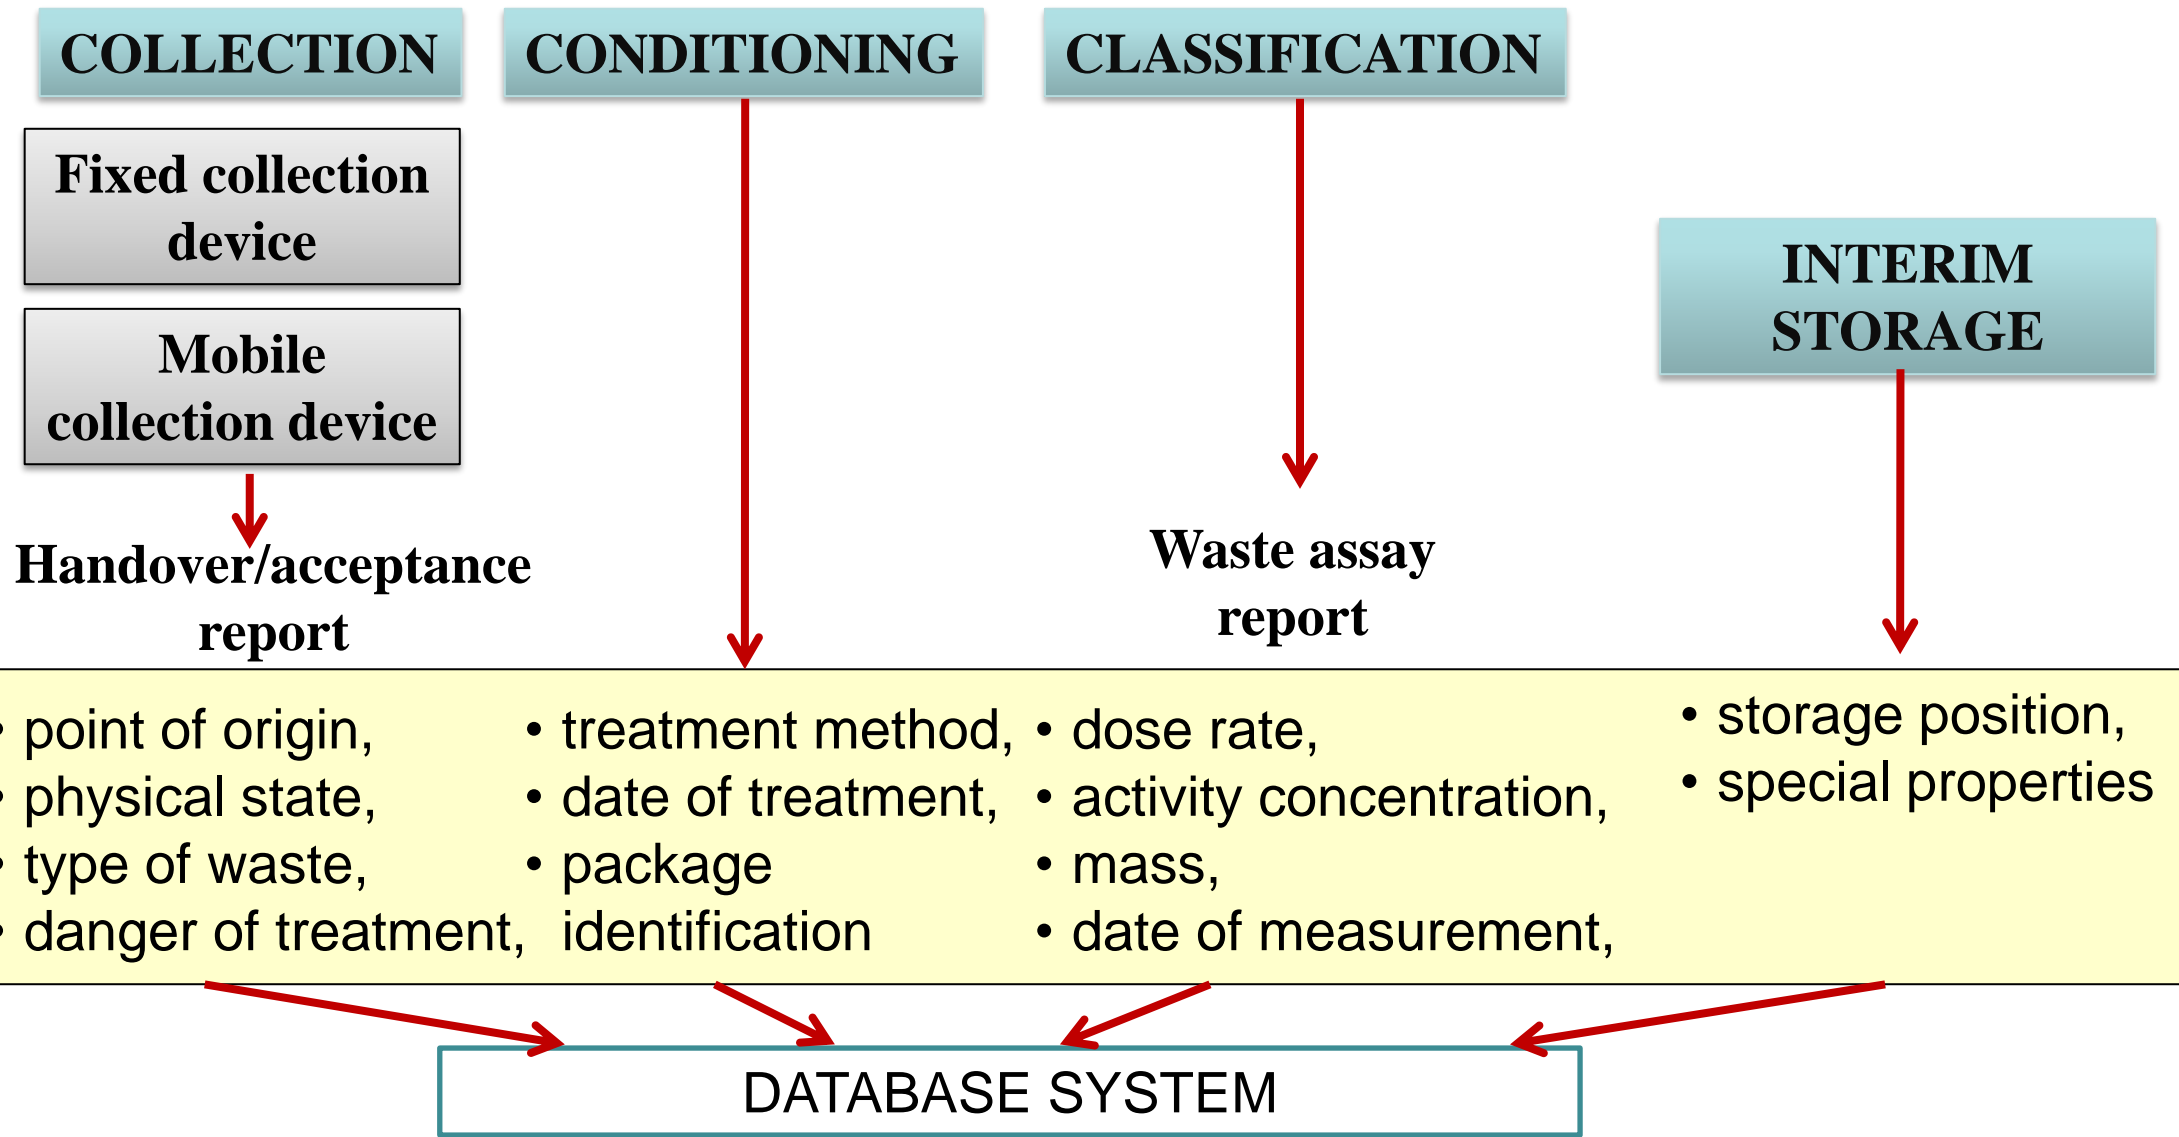 COLLECTION
Fixed collection
device
Mobile
collection device
Handover/acceptance
report
• point of origin,
• physical state,
• type of waste,
• danger of treatment,
CONDITIONING
• treatment method,
• date of treatment,
• package
identification
CLASSIFICATION
Waste assay
report
• dose rate,
• activity concentration,
• mass,
• date of measurement,
INTERIM
STORAGE
• storage position,
• special properties
DATABASE SYSTEM